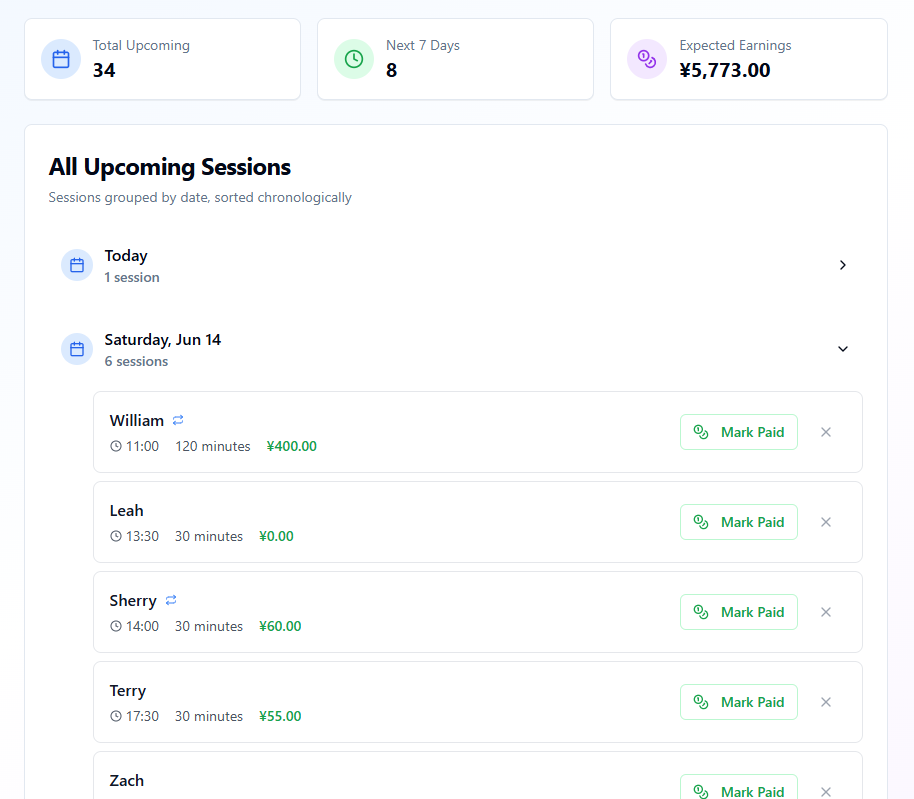 Total Upcoming
34
Next 7 Days
8
Expected Earnings
¥5,773.00
All Upcoming Sessions
Sessions grouped by date, sorted chronologically
Today
1 session
Saturday, Jun 14
6 sessions
William
11:00 120 minutes ¥400.00
Mark Paid
Leah
13:30 30 minutes ¥0.00
Mark Paid
Sherry
14:00 30 minutes ¥60.00
Mark Paid
Terry
17:30 30 minutes ¥55.00
Mark Paid
Zach
Mark Paid